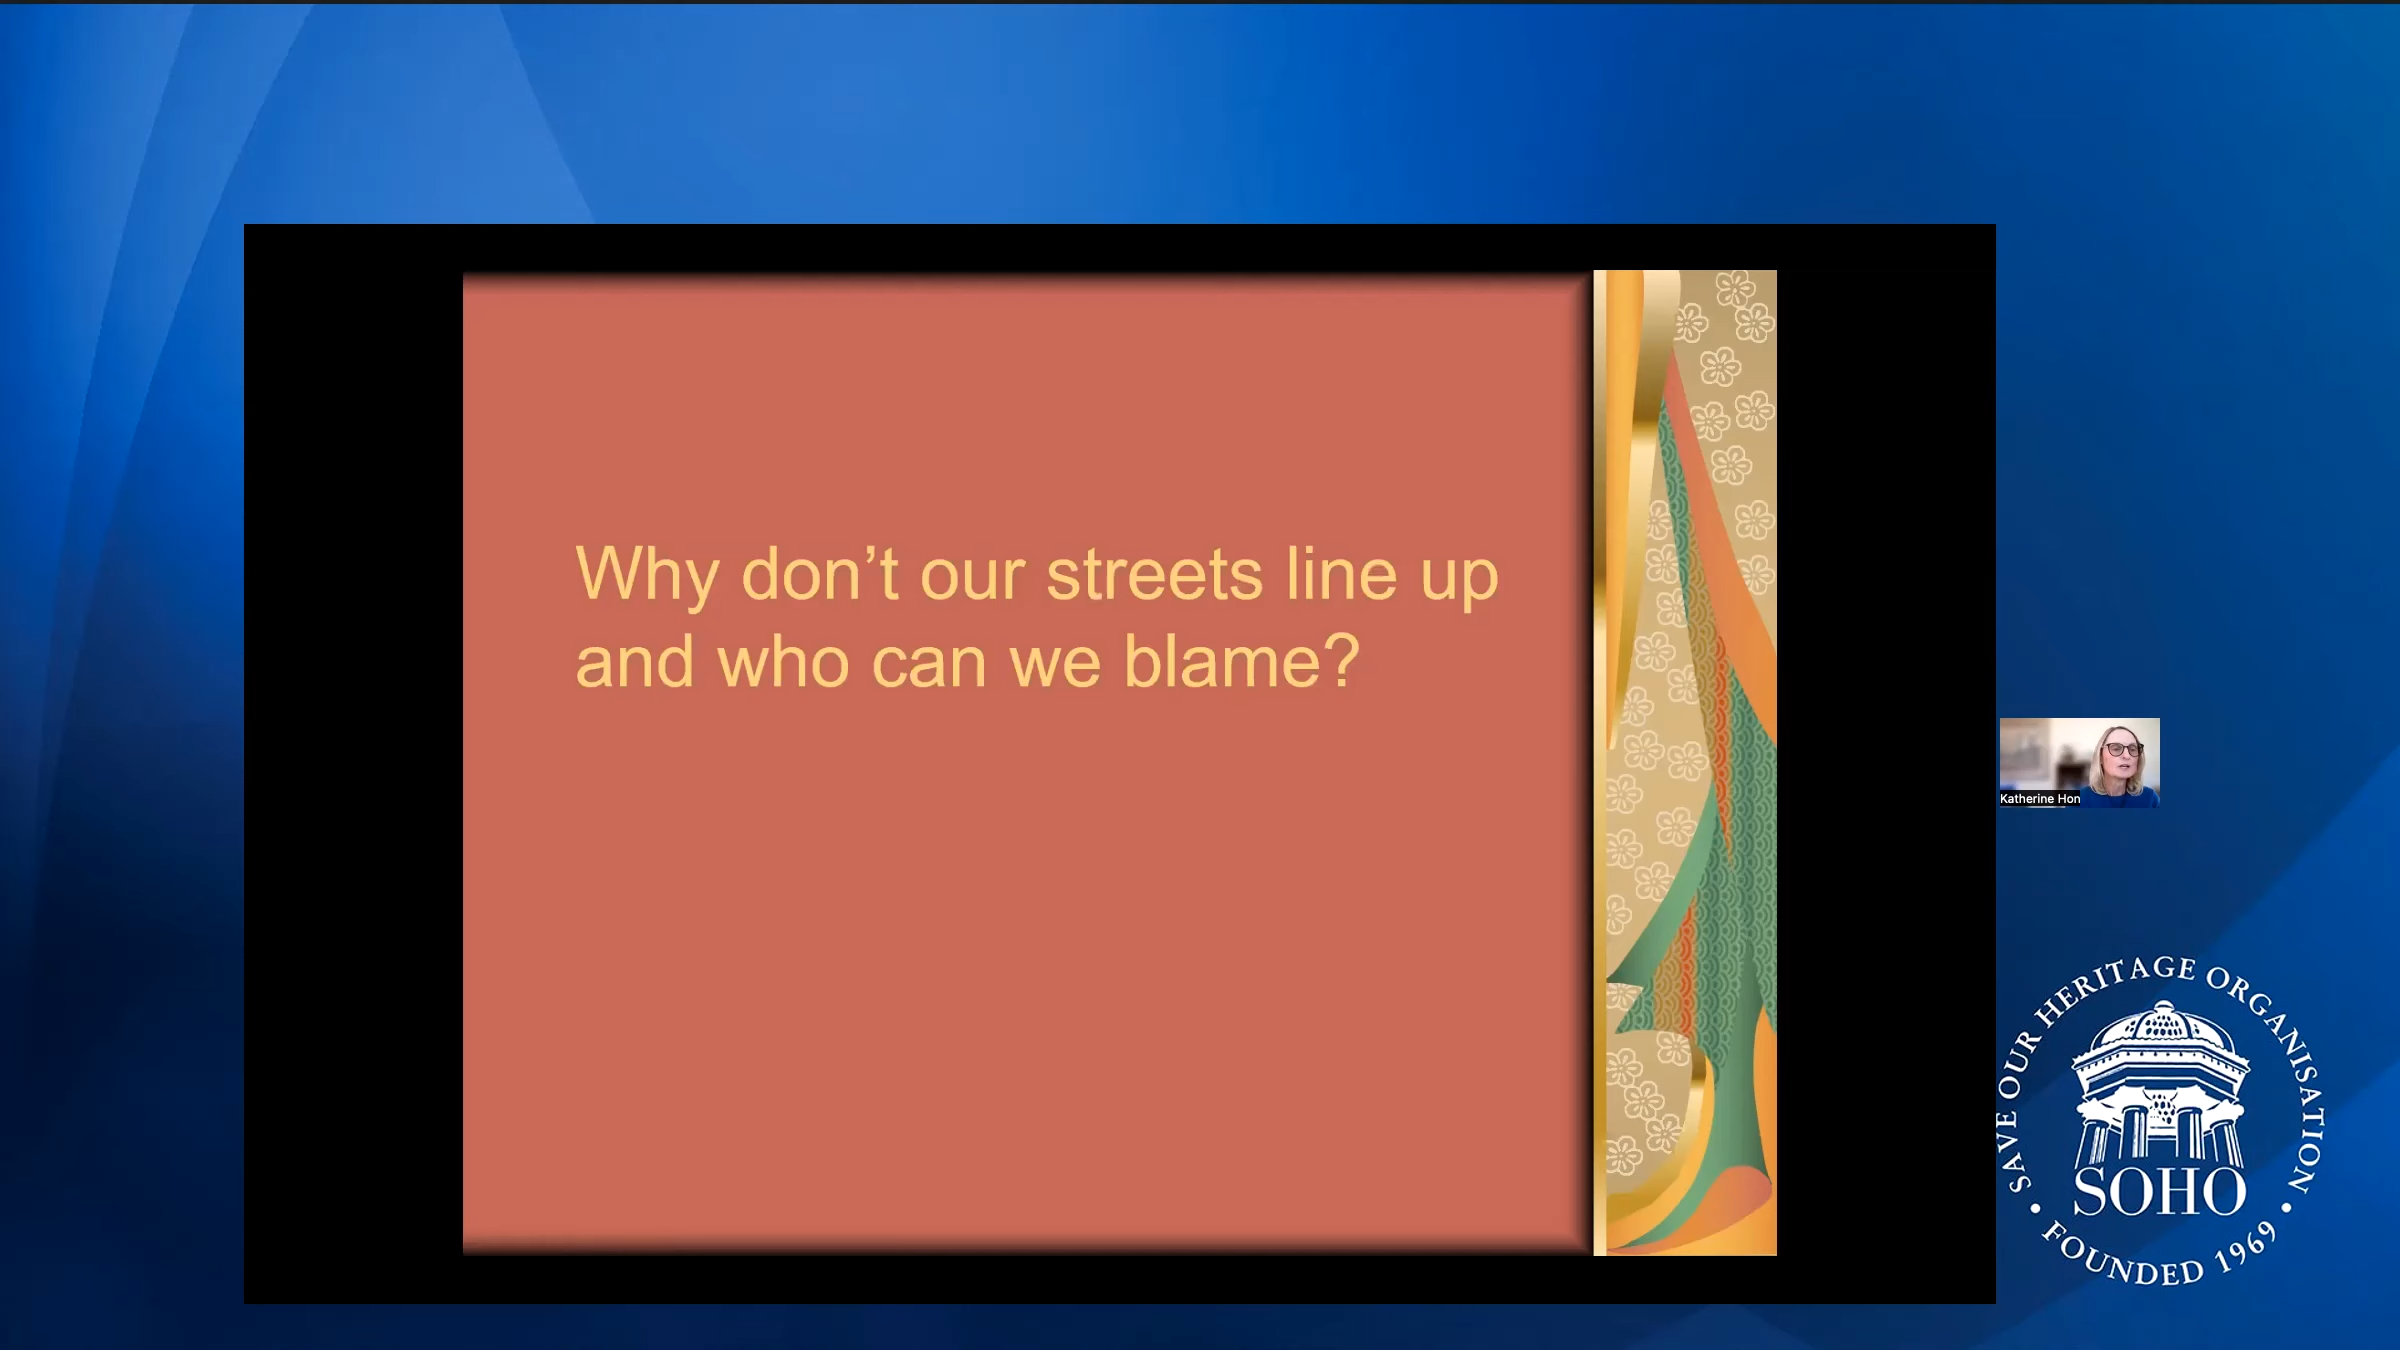 Why don’t our streets line up
and who can we blame?
Katherine Hon
• SAVE OUR HERITAGE ORGANISATION •
SOHO
FOUNDED 1969